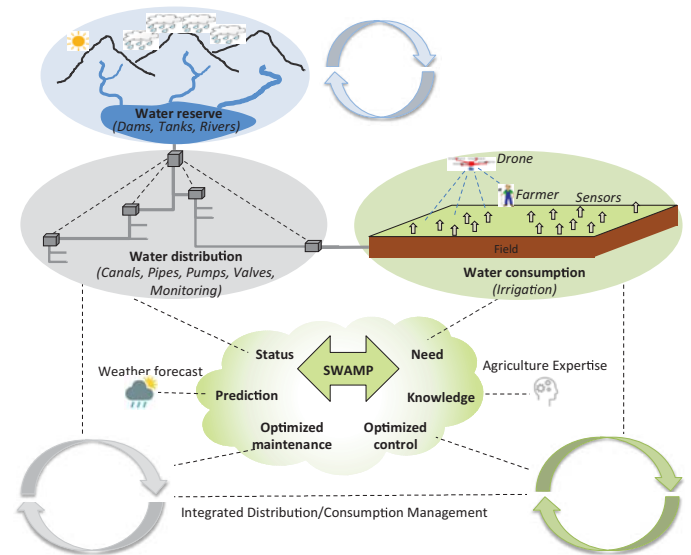 Water reserve
(Dams, Tanks, Rivers)
Drone
Farmer
Sensors
Field
Water distribution
(Canals, Pipes, Pumps, Valves,
Monitoring)
Water consumption
(Irrigation)
Status
Need
SWAMP
Weather forecast
Agriculture Expertise
Prediction
Knowledge
Optimized
maintenance
Optimized
control
Integrated Distribution/Consumption Management